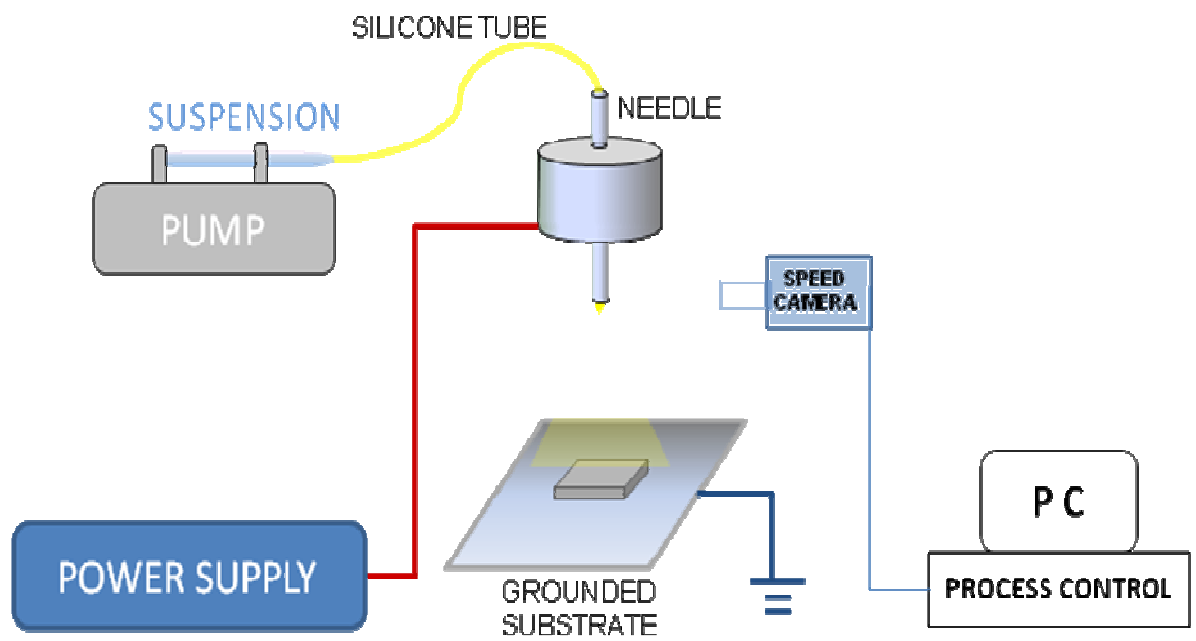 SILICONE TUBE
NEEDLE
SUSPENSION
PUMP
SPEED
CAMERA
P C
PROCESS CONTROL
POWER SUPPLY
GROUNDED
SUBSTRATE